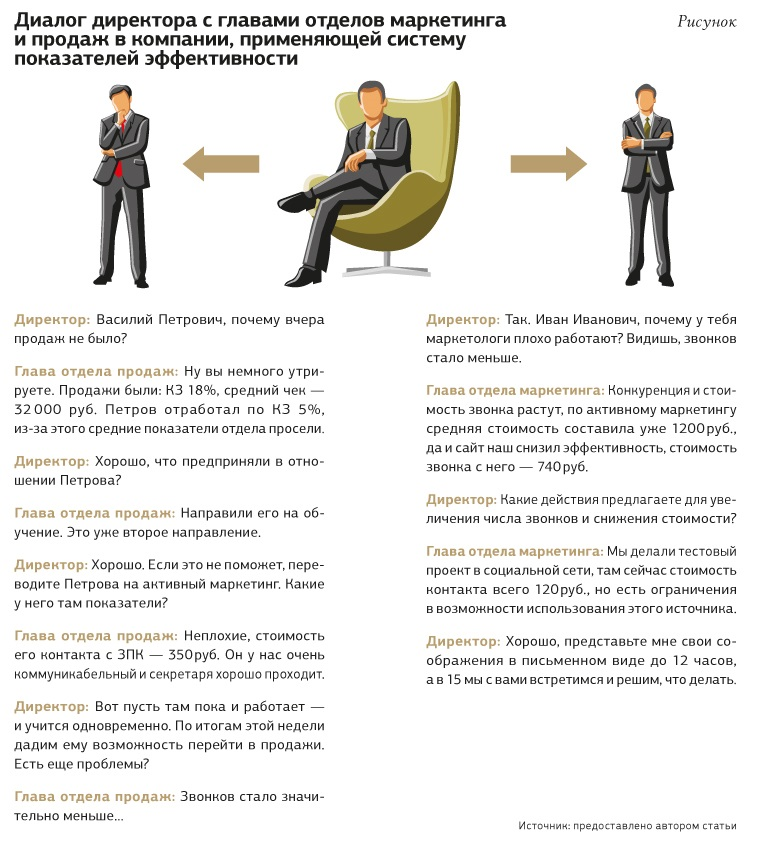 Диалог директора с главами отделов маркетинга
и продаж в компании, применяющей систему
показателей эффективности
Рисунок
Директор: Василий Петрович, почему вчера
продаж не было?
Глава отдела продаж: Ну вы немного утри-
руете. Продажи были: КЗ 18%, средний чек —
32 000 руб. Петров отработал по КЗ 5%,
из-за этого средние показатели отдела просели.
Директор: Хорошо, что предприняли в отно-
шении Петрова?
Глава отдела продаж: Направили его на об-
учение. Это уже второе направление.
Директор: Хорошо. Если это не поможет, пере-
водите Петрова на активный маркетинг. Какие
у него там показатели?
Глава отдела продаж: Неплохие, стоимость
его контакта с ЗПК — 350 руб. Он у нас очень
коммуникабельный и секретаря хорошо проходит.
Директор: Вот пусть там пока и работает —
и учится одновременно. По итогам этой недели
дадим ему возможность перейти в продажи.
Есть еще проблемы?
Глава отдела продаж: Звонков стало значи-
тельно меньше...
Директор: Так. Иван Иванович, почему у тебя
маркетологи плохо работают? Видишь, звонков
стало меньше.
Глава отдела маркетинга: Конкуренция и стои-
мость звонка растут, по активному маркетингу
средняя стоимость составила уже 1200 руб.,
да и сайт наш снизил эффективность, стоимость
звонка с него — 740 руб.
Директор: Какие действия предлагаете для уве-
личения числа звонков и снижения стоимости?
Глава отдела маркетинга: Мы делали тестовый
проект в социальной сети, там сейчас стоимость
контакта всего 120 руб., но есть ограничения
в возможности использования этого источника.
Директор: Хорошо, представьте мне свои со-
ображения в письменном виде до 12 часов,
а в 15 мы с вами встретимся и решим, что делать.
Источник: предоставлено автором статьи